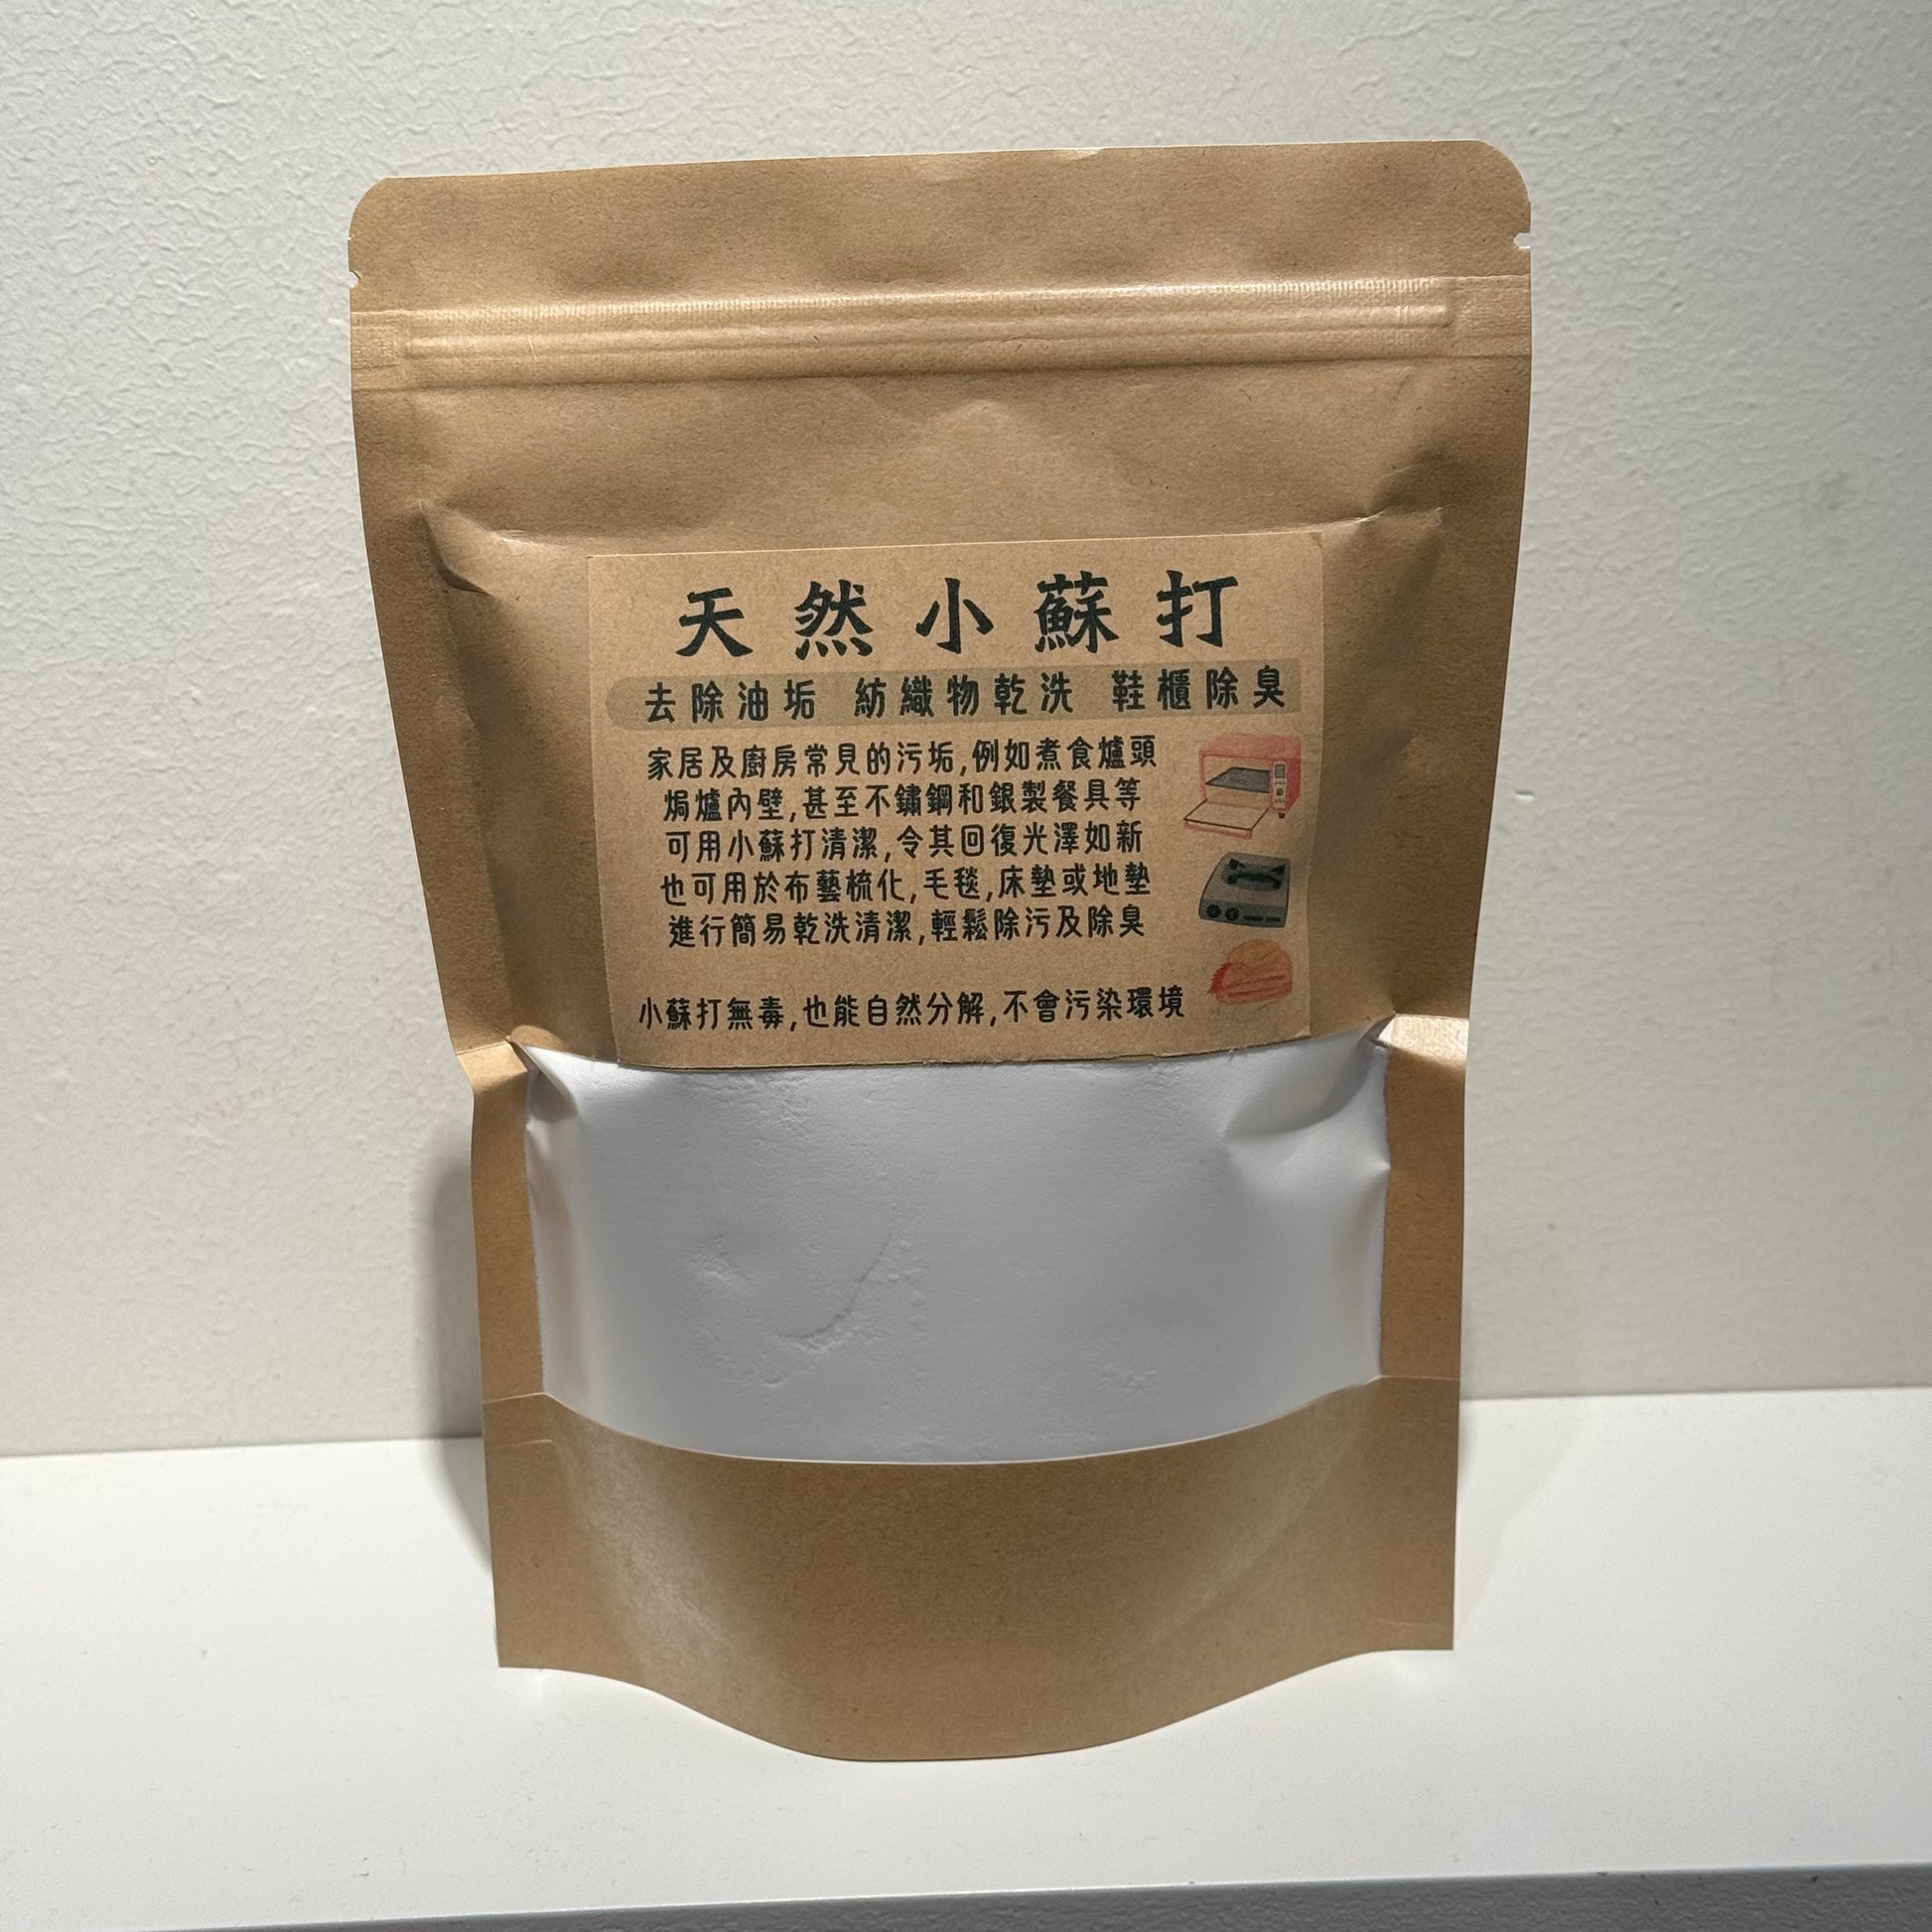 天然小蘇打
去除油垢 紡織物乾洗 鞋櫃除臭
家居及廚房常見的污垢,例如煮食爐頭
焗爐內壁,甚至不鏽鋼和銀製餐具等
可用小蘇打清潔,令其回復光澤如新
也可用於布藝梳化,毛毯,床墊或地墊
進行簡易乾洗清潔,輕鬆除污及除臭
小蘇打無毒,也能自然分解,不會污染環境